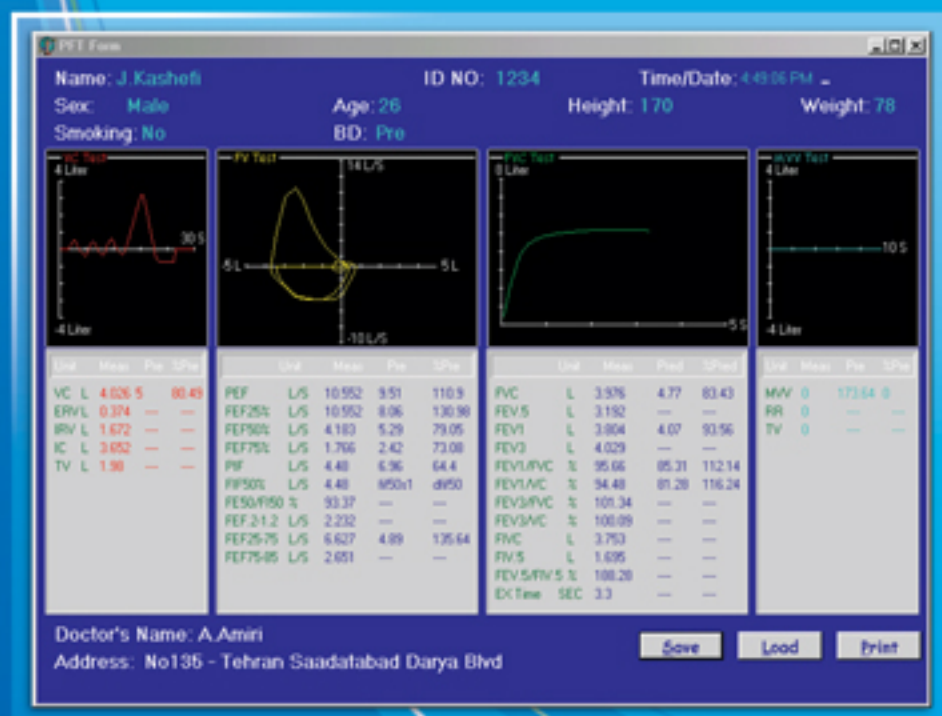 PFT Form
Name: J.Kashefi ID NO: 1234 Time/Date: 4:49:06 PM -
Sex: Male Age: 26 Height: 170 Weight: 78
Smoking: No BD: Pre
VC Test FV Test FVC Test MVV Test
4 Liter 14 L/S 8 Liter 4 Liter
30 S -5L 5L 10 S
-4 Liter -10 L/S 5 S -4 Liter
Unit Meas Pre %Pre Unit Meas Pre %Pre Unit Meas Pred %Pred Unit Meas Pre %Pre
VC L 4.026 5 80.49 PEF L/S 10.552 9.51 110.9 FVC L 3.976 4.77 83.43 MVV 0 173.64 0
ERV L 0.374 --- --- FEF25% L/S 10.552 8.06 130.98 FEV.5 L 3.192 --- --- RR 0 --- ---
IRV L 1.672 --- --- FEF50% L/S 4.183 5.29 79.05 FEV1 L 3.804 4.07 93.56 TV 0 --- ---
IC L 3.652 --- --- FEF75% L/S 1.766 2.42 73.08 FEV3 L 4.029 --- ---
TV L 1.98 --- --- PIF L/S 4.48 6.96 64.4 FEV1/FVC % 95.66 85.31 112.14
FIF50% L/S 4.48 FEV1/VC % 94.48 81.28 116.24
FE50/FI50 % 93.37 --- --- FEV3/FVC % 101.34 --- ---
FEF.2-1.2 L/S 2.232 --- --- FEV3/VC % 100.09 --- ---
FEF25-75 L/S 6.627 4.89 135.64 FIVC L 3.753 --- ---
FEF75-85 L/S 2.651 --- --- FIV.5 L 1.695 --- ---
FEV.5/FIV.5 % 188.28 --- ---
EX Time SEC 3.3 --- ---
Doctor's Name: A.Amiri
Address: No135 - Tehran Saadatabad Darya Blvd
Save Load Print